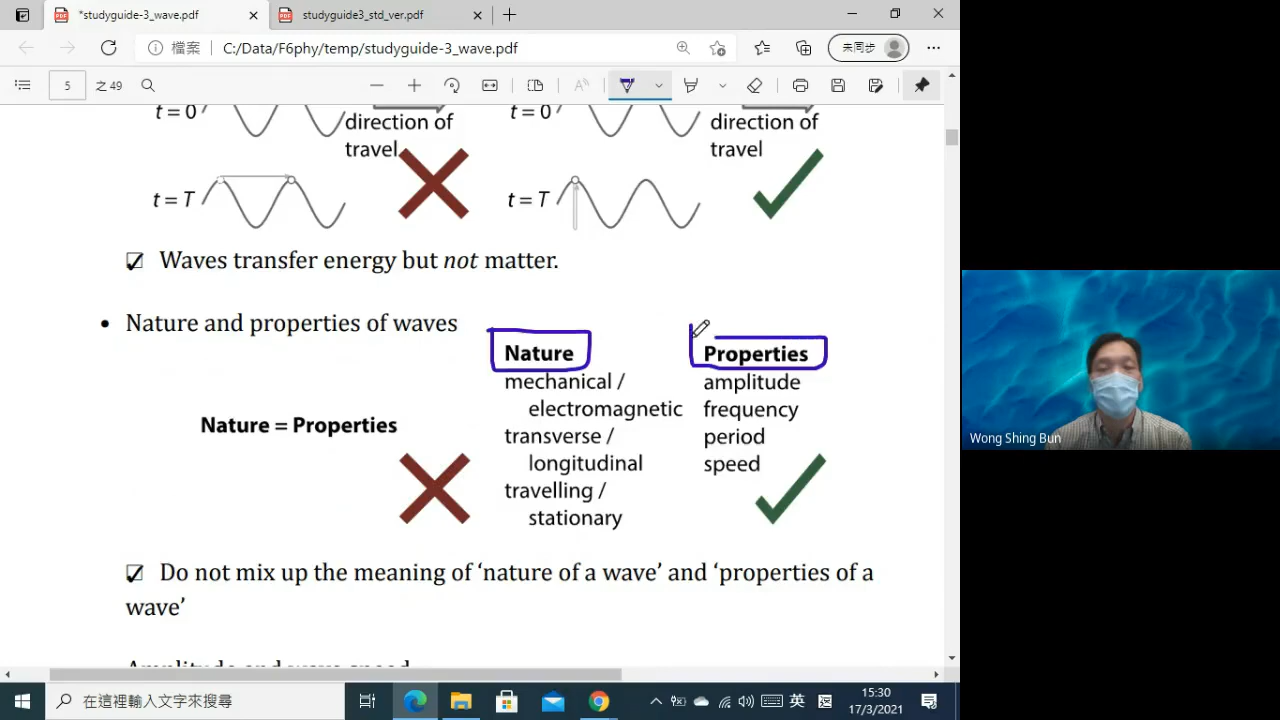 *studyguide-3_wave.pdf
studyguide3_std_ver.pdf
檔案
C:/Data/F6phy/temp/studyguide-3_wave.pdf
未同步
5 之 49
t = 0
direction of
travel
t = 0
direction of
travel
t = T
t = T
Waves transfer energy but not matter.
• Nature and properties of waves
Nature = Properties
Nature
mechanical /
electromagnetic
transverse /
longitudinal
travelling /
stationary
Properties
amplitude
frequency
period
speed
Do not mix up the meaning of ‘nature of a wave’ and ‘properties of a
wave’
Amplitude and wave speed
Wong Shing Bun
在這裡輸入文字來搜尋
英
15:30
17/3/2021